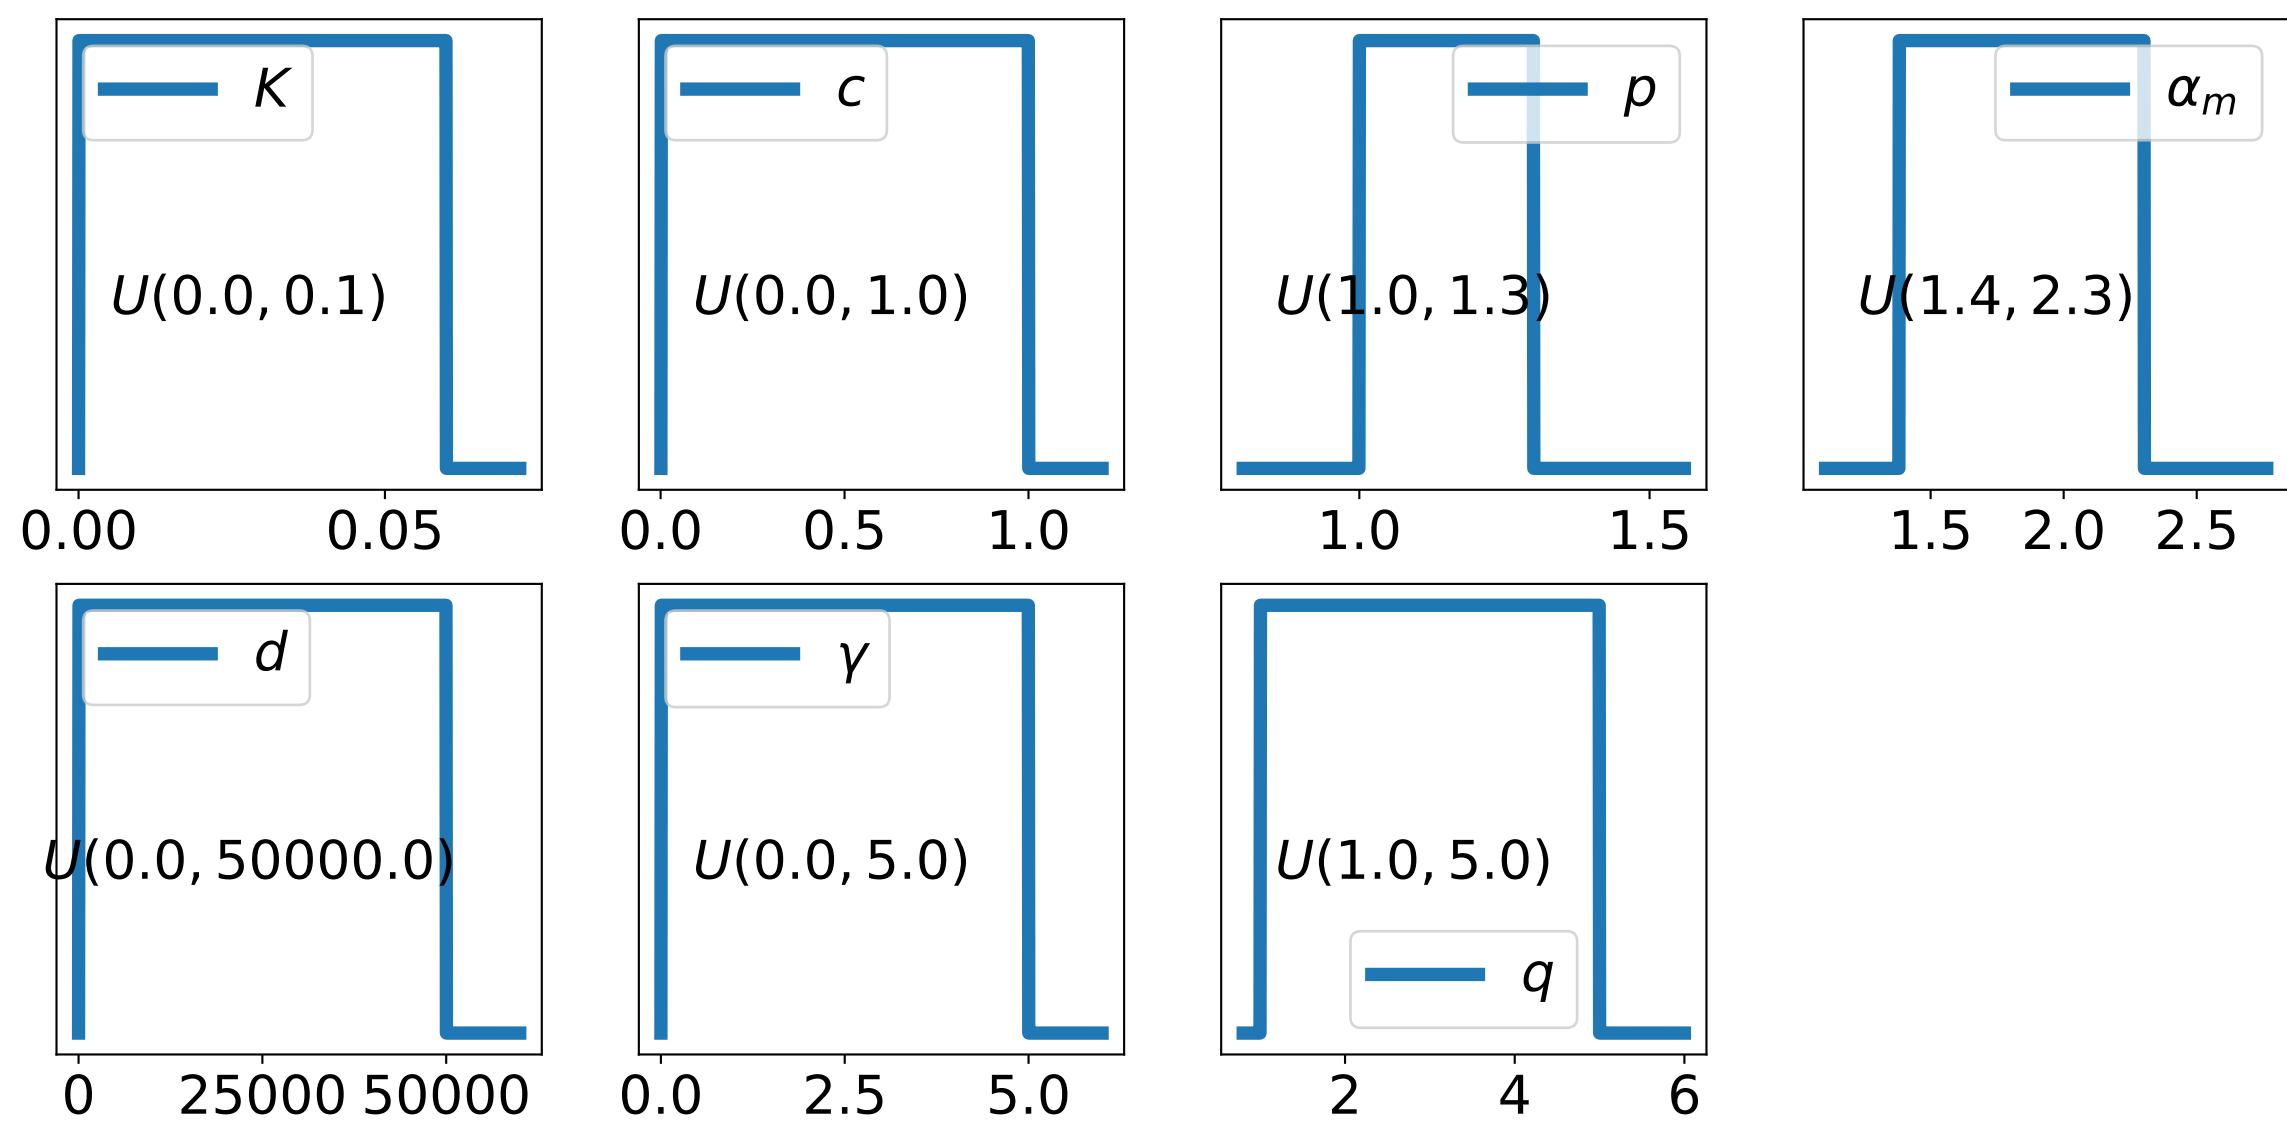 K
U(0.0, 0.1)
0.00 0.05
c
U(0.0, 1.0)
0.0 0.5 1.0
p
U(1.0, 1.3)
1.0 1.5
αₘ
U(1.4, 2.3)
1.5 2.0 2.5
d
U(0.0, 50000.0)
0 25000 50000
γ
U(0.0, 5.0)
0.0 2.5 5.0
U(1.0, 5.0)
q
2 4 6